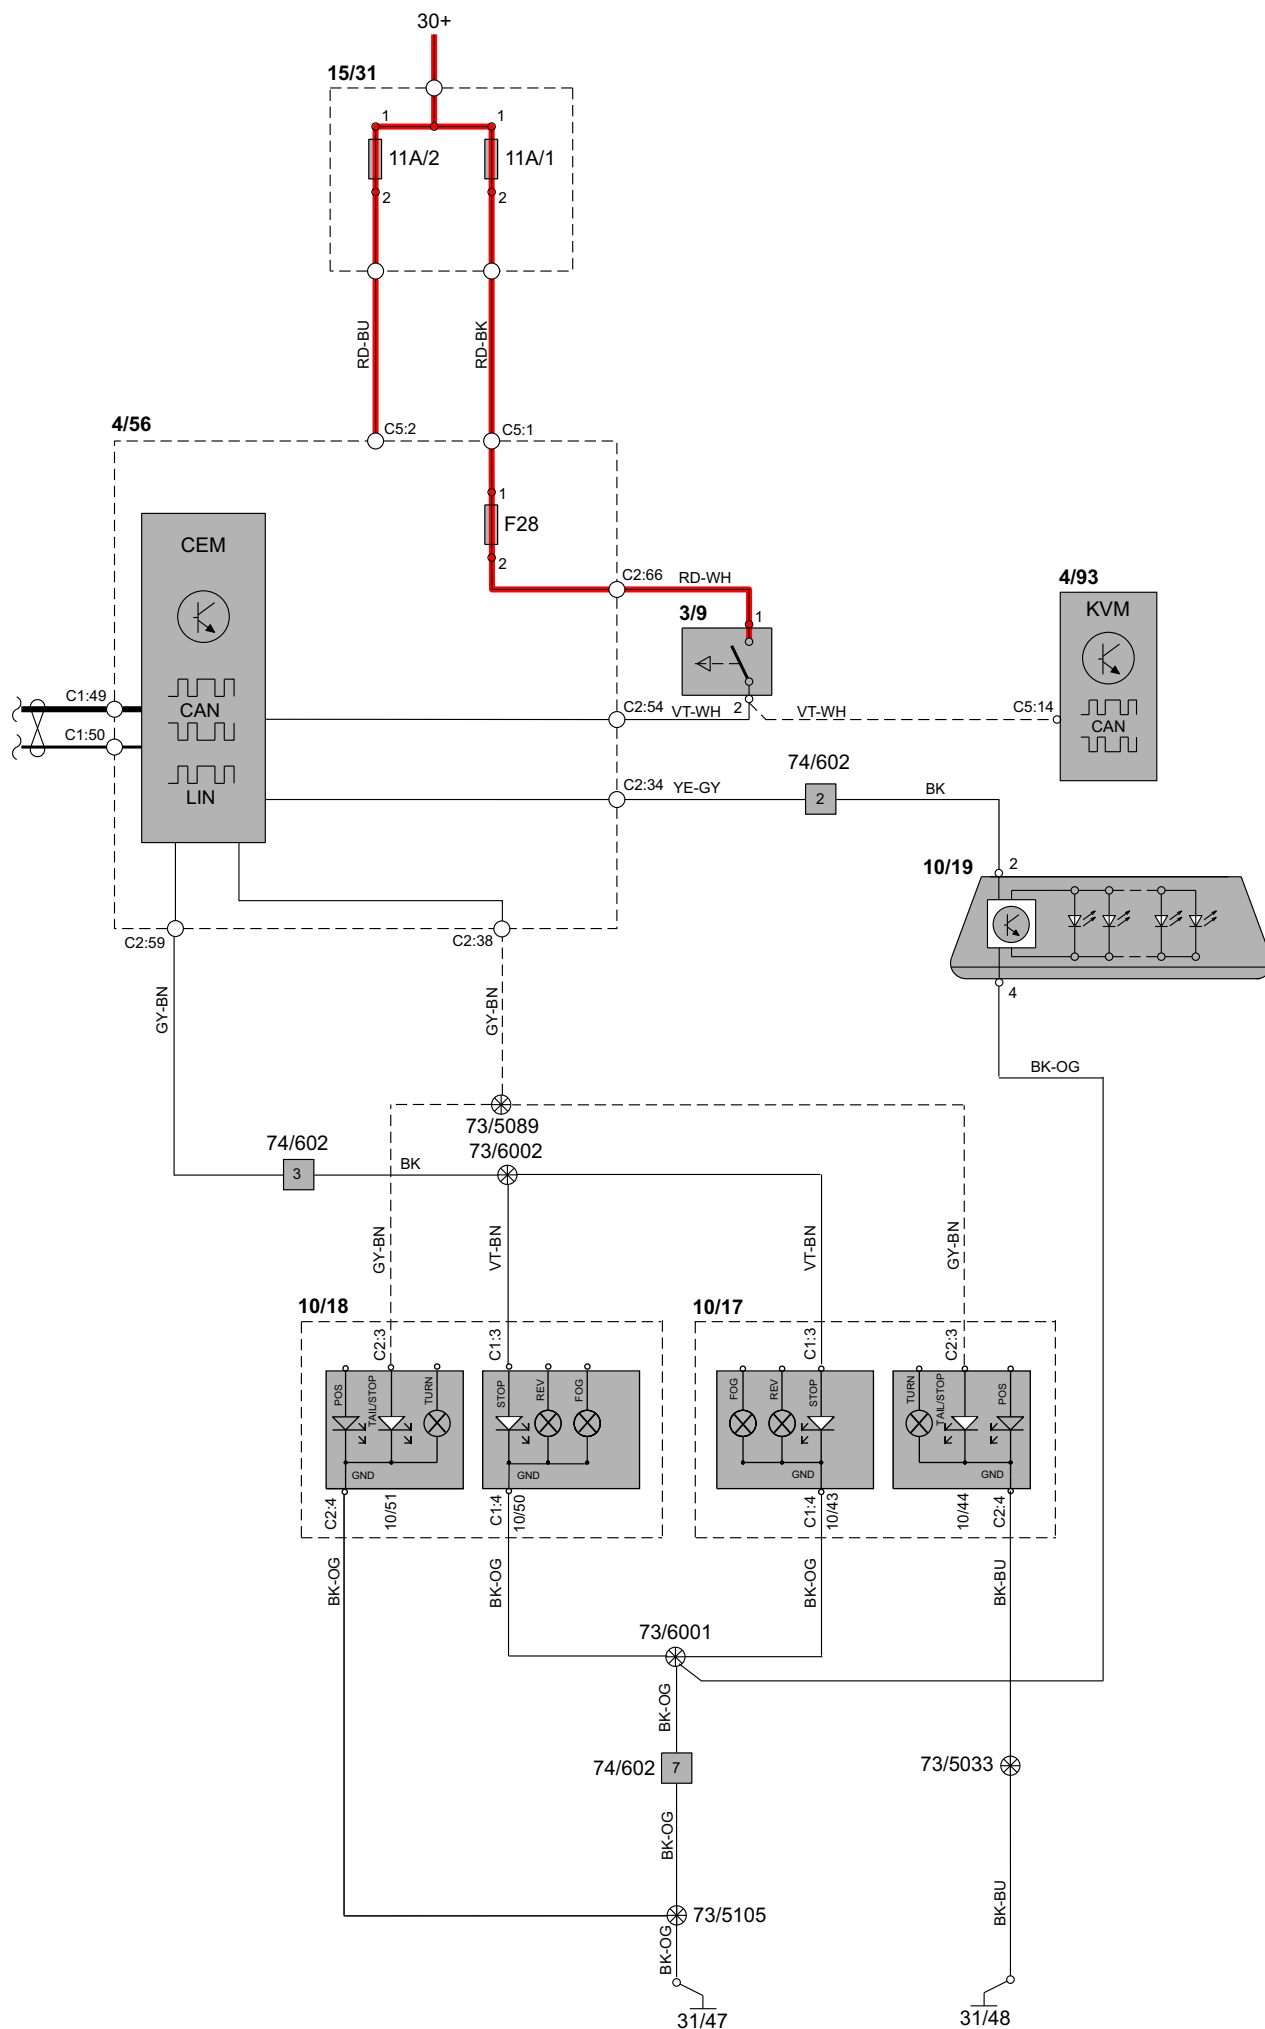 30+
15/31
1
1
11A/2
11A/1
2
2
RD-BU
RD-BK
4/56
C5:2
C5:1
1
F28
2
CEM
C2:66
RD-WH
4/93
3/9
1
KVM
C1:49
CAN
C2:54
VT-WH
2
VT-WH
C5:14
CAN
C1:50
74/602
LIN
C2:34
YE-GY
2
BK
10/19
2
C2:59
C2:38
4
GY-BN
GY-BN
BK-OG
73/5089
74/602
73/6002
3
BK
GY-BN
VT-BN
VT-BN
GY-BN
10/18
10/17
C2:3
C1:3
C1:3
C2:3
POS
TAIL/STOP
TURN
STOP
REV
FOG
FOG
REV
STOP
TURN
TAIL/STOP
POS
GND
GND
GND
GND
C2:4
10/51
C1:4
10/50
C1:4
10/43
10/44
C2:4
BK-OG
BK-OG
BK-OG
BK-BU
73/6001
BK-OG
74/602
7
73/5033
BK-OG
BK-BU
73/5105
BK-OG
31/47
31/48